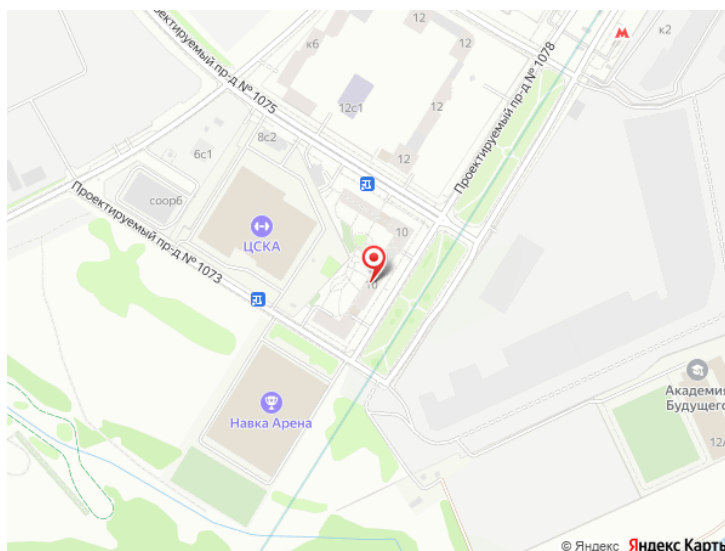 к6
12
12
к2
Проектируемый пр-д № 1078
Проектируемый пр-д № 1075
12с1
12
8с2
6с1
12
соор6
Проектируемый пр-д № 1073
10
ЦСКА
10
Академия
Будущего
Навка Арена
© Яндекс Яндекс Карты